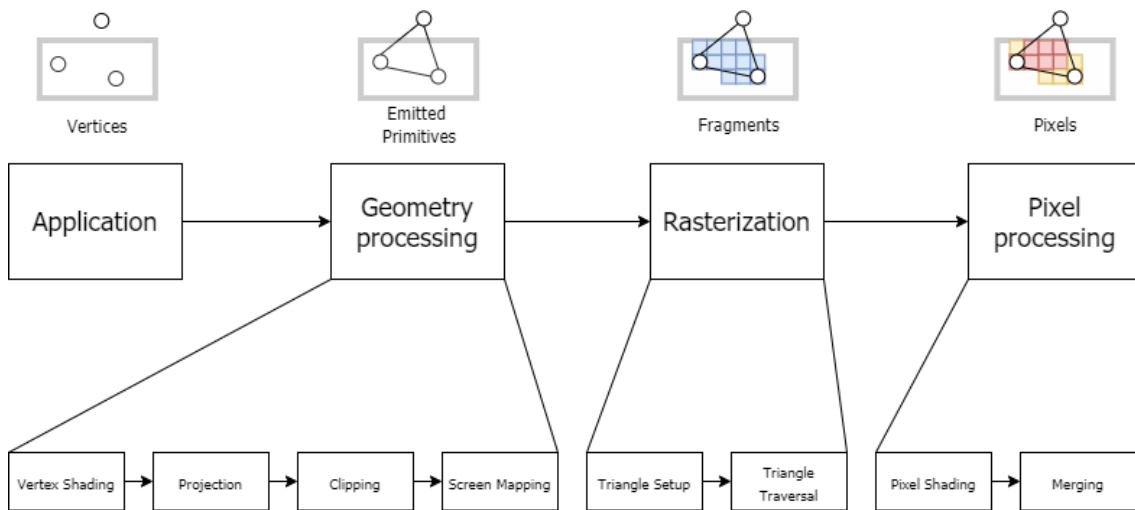 Vertices
Emitted
Primitives
Fragments
Pixels
Application
Geometry
processing
Rasterization
Pixel
processing
Vertex Shading
Projection
Clipping
Screen Mapping
Triangle Setup
Triangle
Traversal
Pixel Shading
Merging